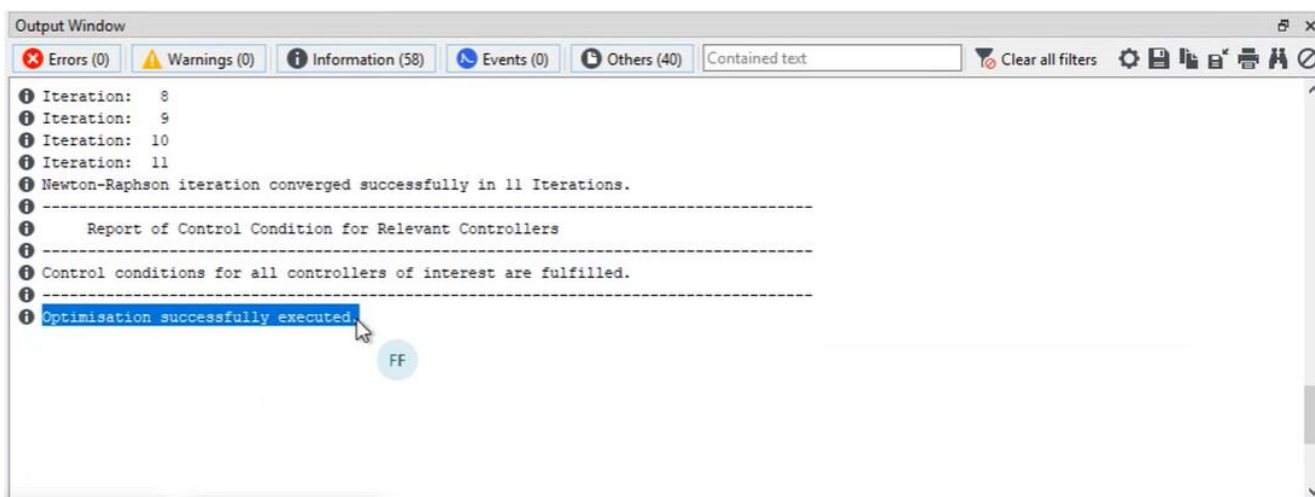 Output Window
Errors (0) Warnings (0) Information (58) Events (0) Others (40) Contained text Clear all filters
Iteration: 8
Iteration: 9
Iteration: 10
Iteration: 11
Newton-Raphson iteration converged successfully in 11 Iterations.
--------------------------------------------------------------------------------------
Report of Control Condition for Relevant Controllers
--------------------------------------------------------------------------------------
Control conditions for all controllers of interest are fulfilled.
--------------------------------------------------------------------------------------
Optimisation successfully executed.
FF